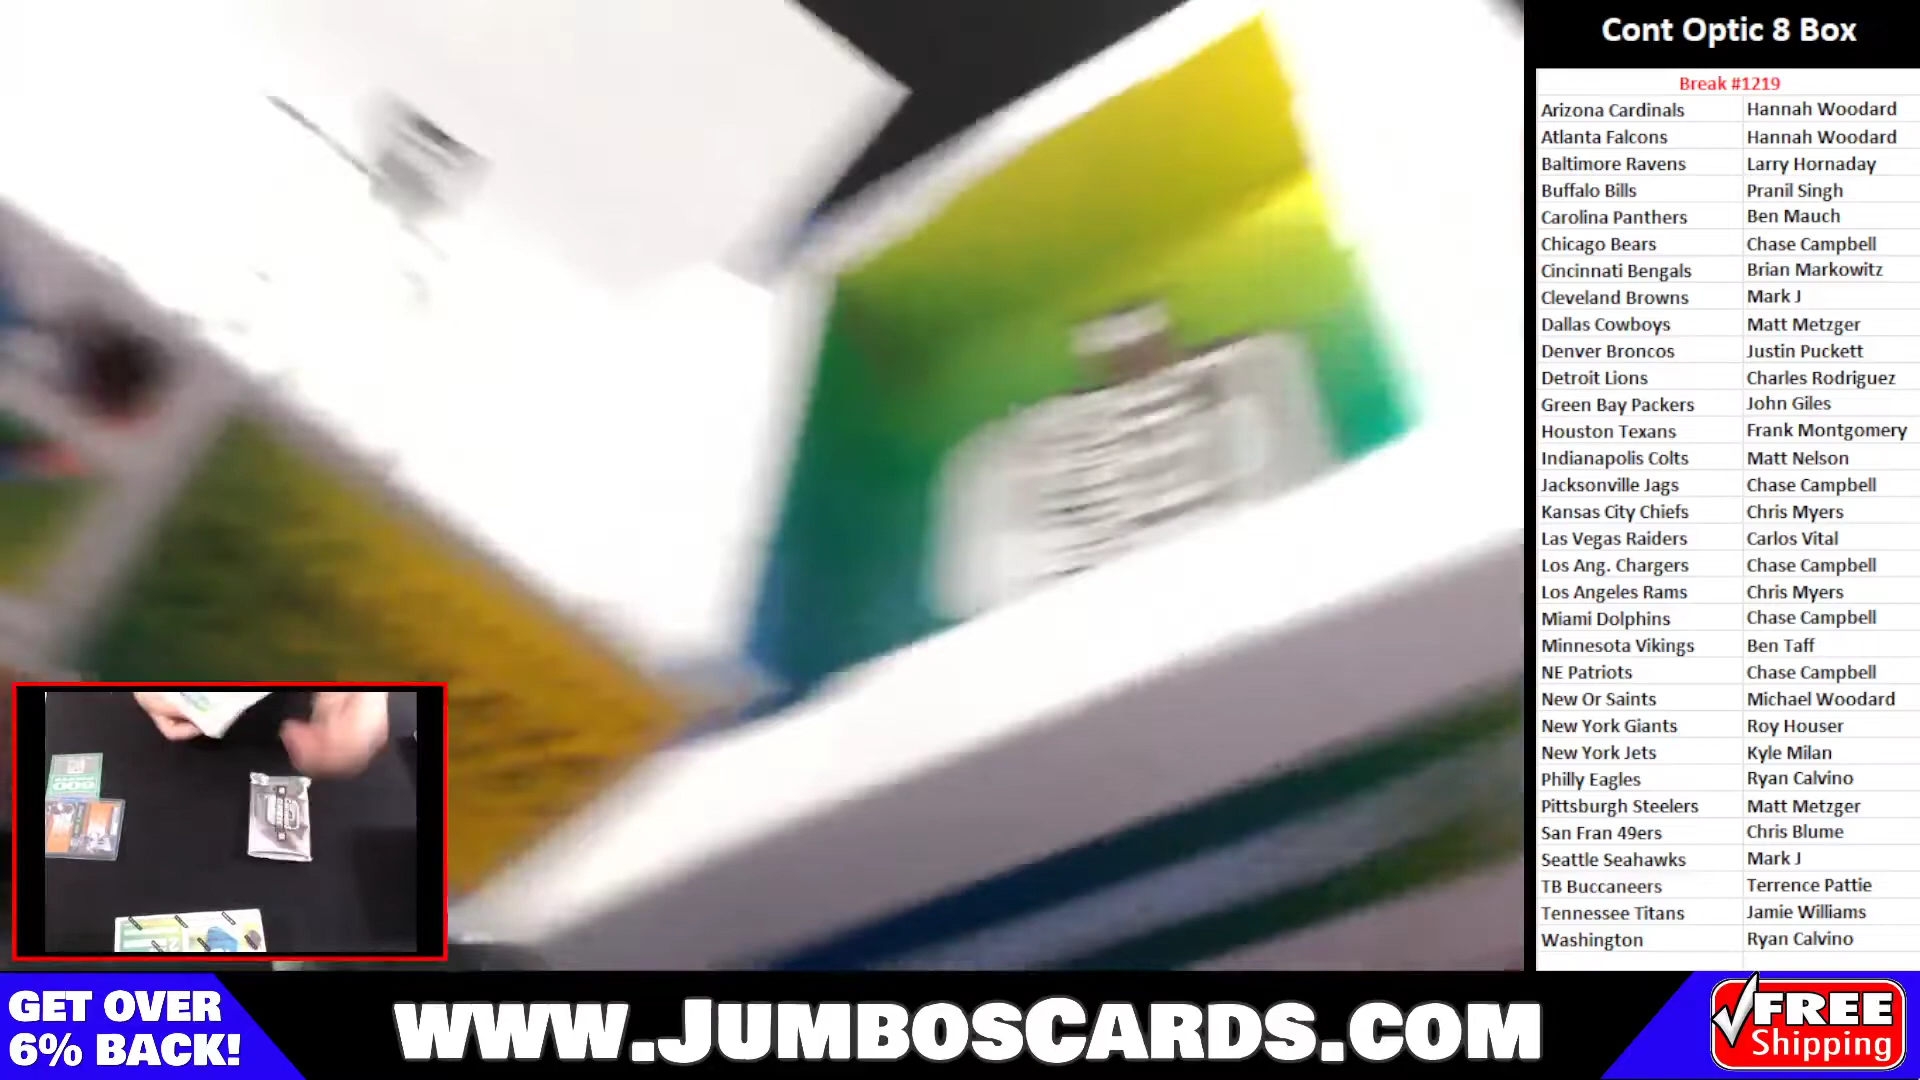 Cont Optic 8 Box
Break #1219
Arizona Cardinals Hannah Woodard
Atlanta Falcons Hannah Woodard
Baltimore Ravens Larry Hornaday
Buffalo Bills Pranil Singh
Carolina Panthers Ben Mauch
Chicago Bears Chase Campbell
Cincinnati Bengals Brian Markowitz
Cleveland Browns Mark J
Dallas Cowboys Matt Metzger
Denver Broncos Justin Puckett
Detroit Lions Charles Rodriguez
Green Bay Packers John Giles
Houston Texans Frank Montgomery
Indianapolis Colts Matt Nelson
Jacksonville Jags Chase Campbell
Kansas City Chiefs Chris Myers
Las Vegas Raiders Carlos Vital
Los Ang. Chargers Chase Campbell
Los Angeles Rams Chris Myers
Miami Dolphins Chase Campbell
Minnesota Vikings Ben Taff
NE Patriots Chase Campbell
New Or Saints Michael Woodard
New York Giants Roy Houser
New York Jets Kyle Milan
Philly Eagles Ryan Calvino
Pittsburgh Steelers Matt Metzger
San Fran 49ers Chris Blume
Seattle Seahawks Mark J
TB Buccaneers Terrence Pattie
Tennessee Titans Jamie Williams
Washington Ryan Calvino
GET OVER
6% BACK!
www.JumbosCards.com
FREE
Shipping